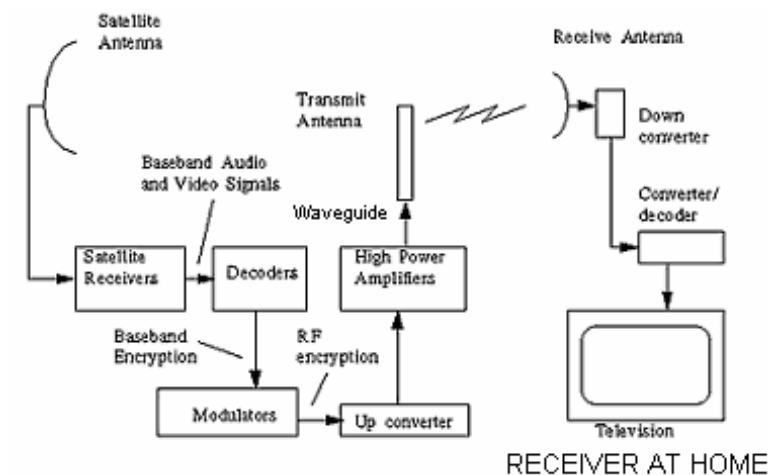 Satellite
Antenna
Receive Antenna
Transmit
Antenna
Down
converter
Baseband Audio
and Video Signals
Waveguide
Converter/
decoder
Satellite
Receivers
Decoders
High Power
Amplifiers
Baseband
Encryption
RF
encryption
Modulators
Up converter
Television
RECEIVER AT HOME